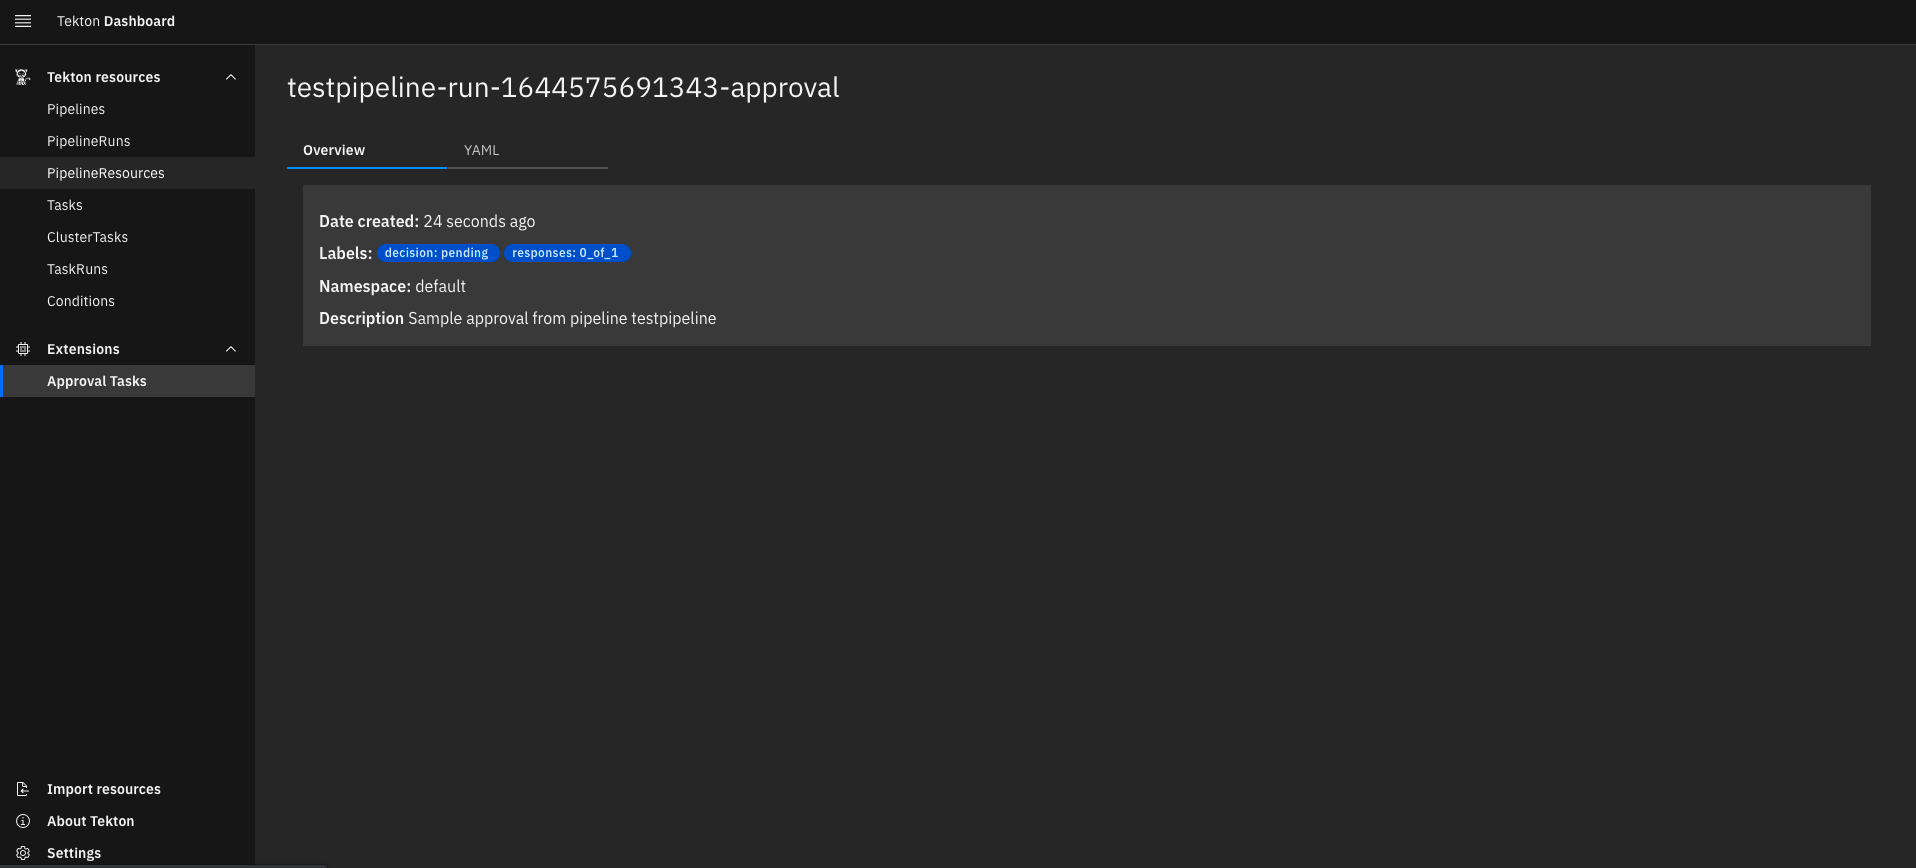 Tekton Dashboard
Tekton resources
Pipelines
PipelineRuns
PipelineResources
Tasks
ClusterTasks
TaskRuns
Conditions
Extensions
Approval Tasks
Import resources
About Tekton
Settings
testpipeline-run-1644575691343-approval
Overview YAML
Date created: 24 seconds ago
Labels: decision: pending responses: 0_of_1
Namespace: default
Description Sample approval from pipeline testpipeline